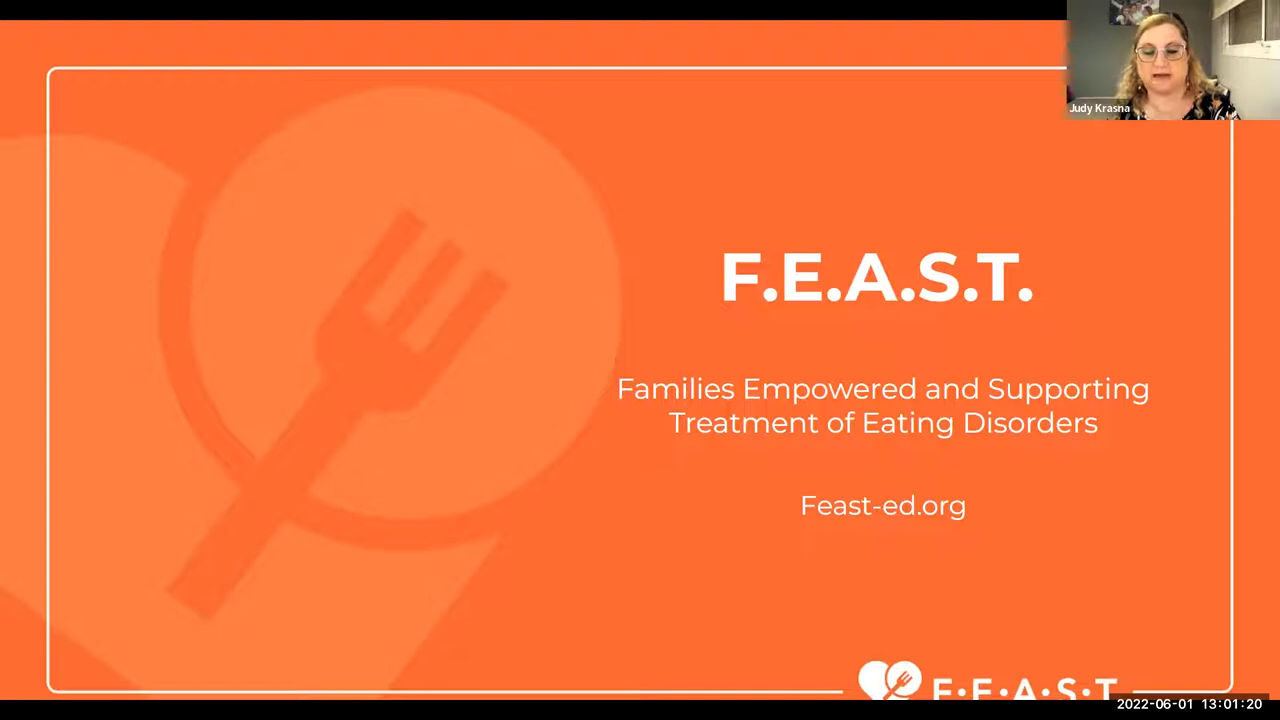 Judy Krasna
F.E.A.S.T.
Families Empowered and Supporting
Treatment of Eating Disorders
Feast-ed.org
F·E·A·S·T
2022-06-01 13:01:20